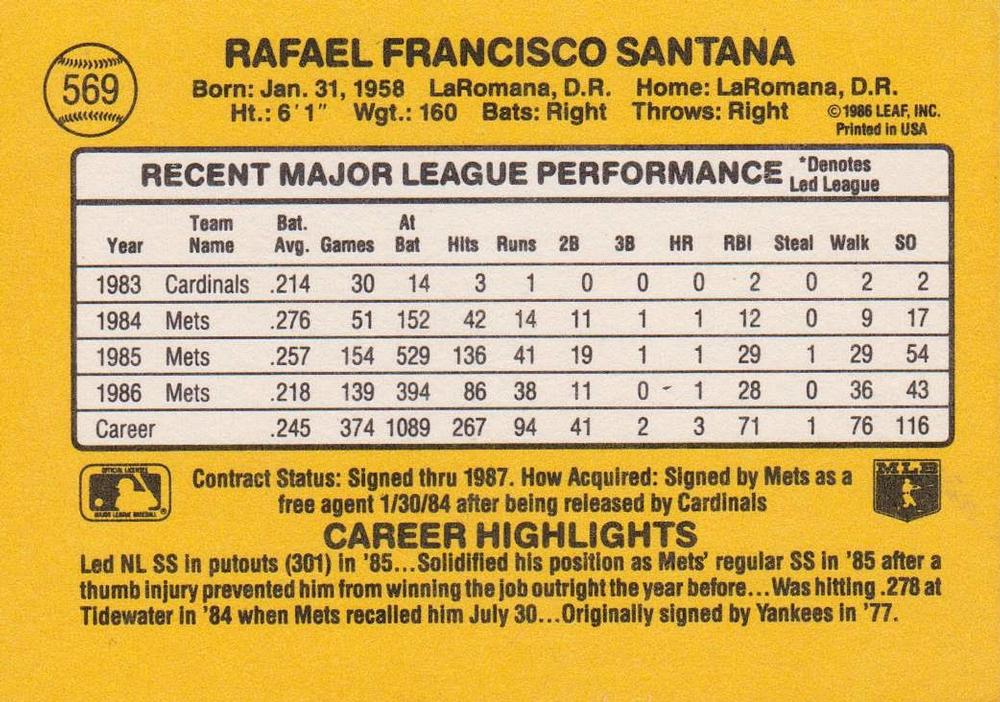 569
RAFAEL FRANCISCO SANTANA
Born: Jan. 31, 1958 LaRomana, D.R. Home: LaRomana, D.R.
Ht.: 6'1" Wgt.: 160 Bats: Right Throws: Right
©1986 LEAF, INC.
Printed in USA
RECENT MAJOR LEAGUE PERFORMANCE *Denotes
Led League
Year Team Name Bat. Avg. Games At Bat Hits Runs 2B 3B HR RBI Steal Walk SO
1983 Cardinals .214 30 14 3 1 0 0 0 2 0 2 2
1984 Mets .276 51 152 42 14 11 1 1 12 0 9 17
1985 Mets .257 154 529 136 41 19 1 1 29 1 29 54
1986 Mets .218 139 394 86 38 11 0 1 28 0 36 43
Career .245 374 1089 267 94 41 2 3 71 1 76 116
OFFICIAL LICENSEE
MAJOR LEAGUE BASEBALL ®
Contract Status: Signed thru 1987. How Acquired: Signed by Mets as a
free agent 1/30/84 after being released by Cardinals
MLB
CAREER HIGHLIGHTS
Led NL SS in putouts (301) in '85...Solidified his position as Mets' regular SS in '85 after a
thumb injury prevented him from winning the job outright the year before...Was hitting .278 at
Tidewater in '84 when Mets recalled him July 30...Originally signed by Yankees in '77.